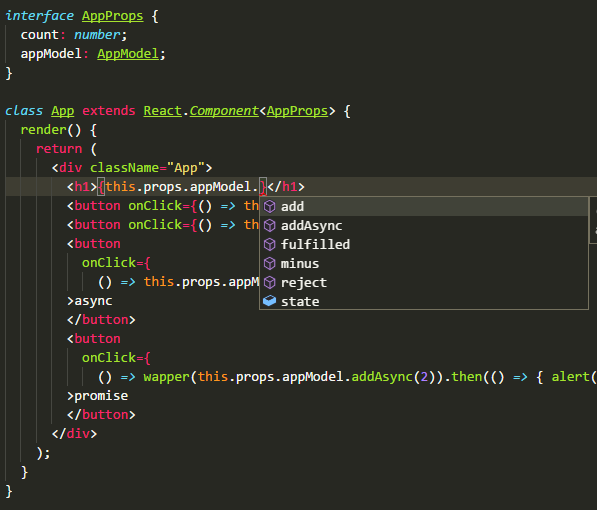 interface AppProps {
count: number;
appModel: AppModel;
}
class App extends React.Component<AppProps> {
render() {
return (
<div className="App">
<h1>{this.props.appModel.}</h1>
<button onClick={() => th
add
<button onClick={() => th
addAsync
<button
fulfilled
onClick={
minus
() => this.props.appM
reject
>async
state
</button>
<button
onClick={
() => wapper(this.props.appModel.addAsync(2)).then(() => { alert(
>promise
</button>
</div>
);
}
}